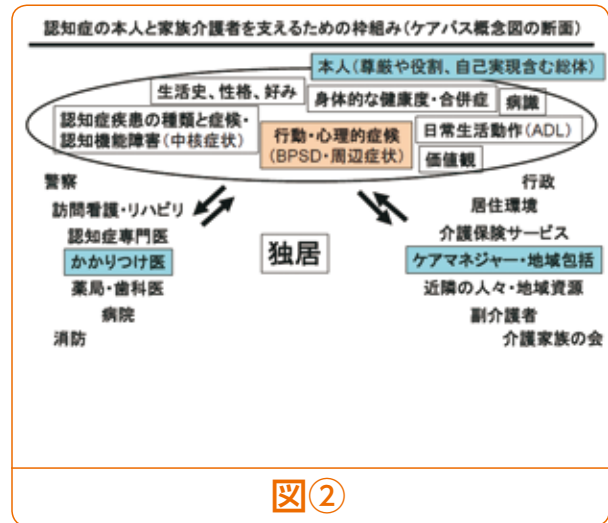 認知症の本人と家族介護者を支えるための枠組み(ケアパス概念図の断面)
本人(尊厳や役割、自己実現含む総体)
生活史、性格、好み
身体的な健康度・合併症
病識
認知症疾患の種類と症候・
認知機能障害(中核症状)
行動・心理的症候
(BPSD・周辺症状)
日常生活動作(ADL)
価値観
警察
訪問看護・リハビリ
認知症専門医
かかりつけ医
薬局・歯科医
病院
消防
独居
行政
居住環境
介護保険サービス
ケアマネジャー・地域包括
近隣の人々・地域資源
副介護者
介護家族の会
図②